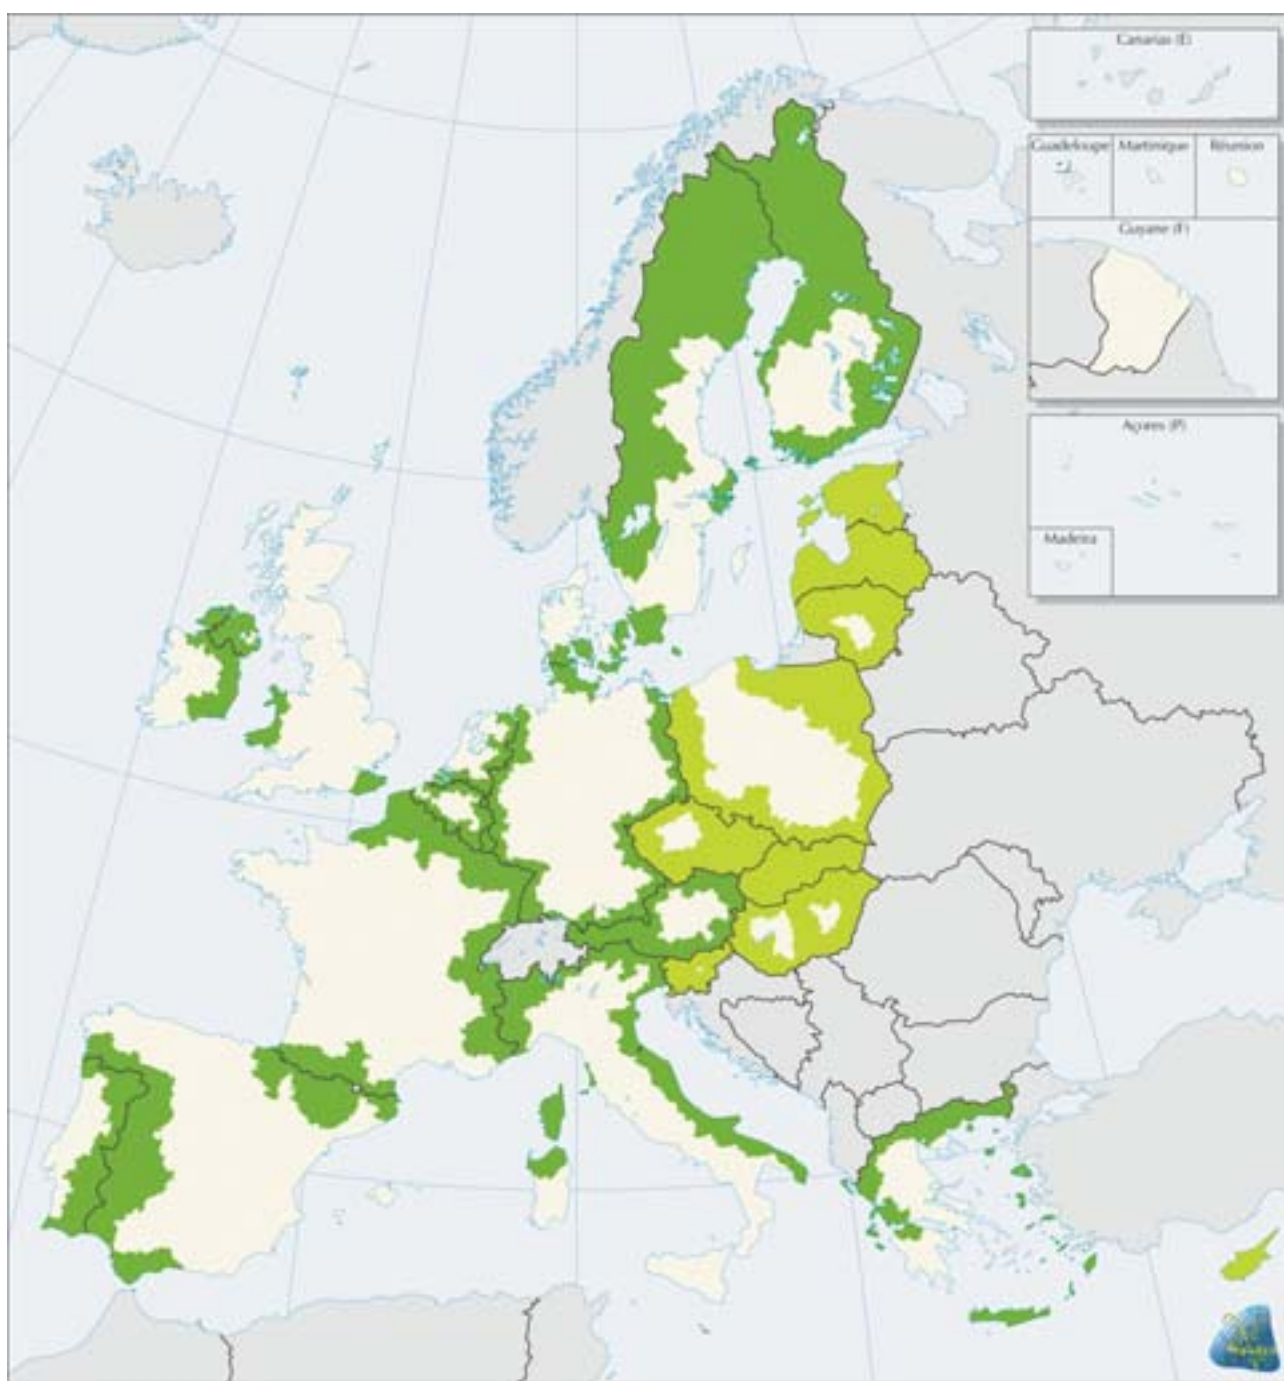 Canarias (E)
Guadeloupe
Martinique
Réunion
Guyane (F)
Açores (P)
Madeira